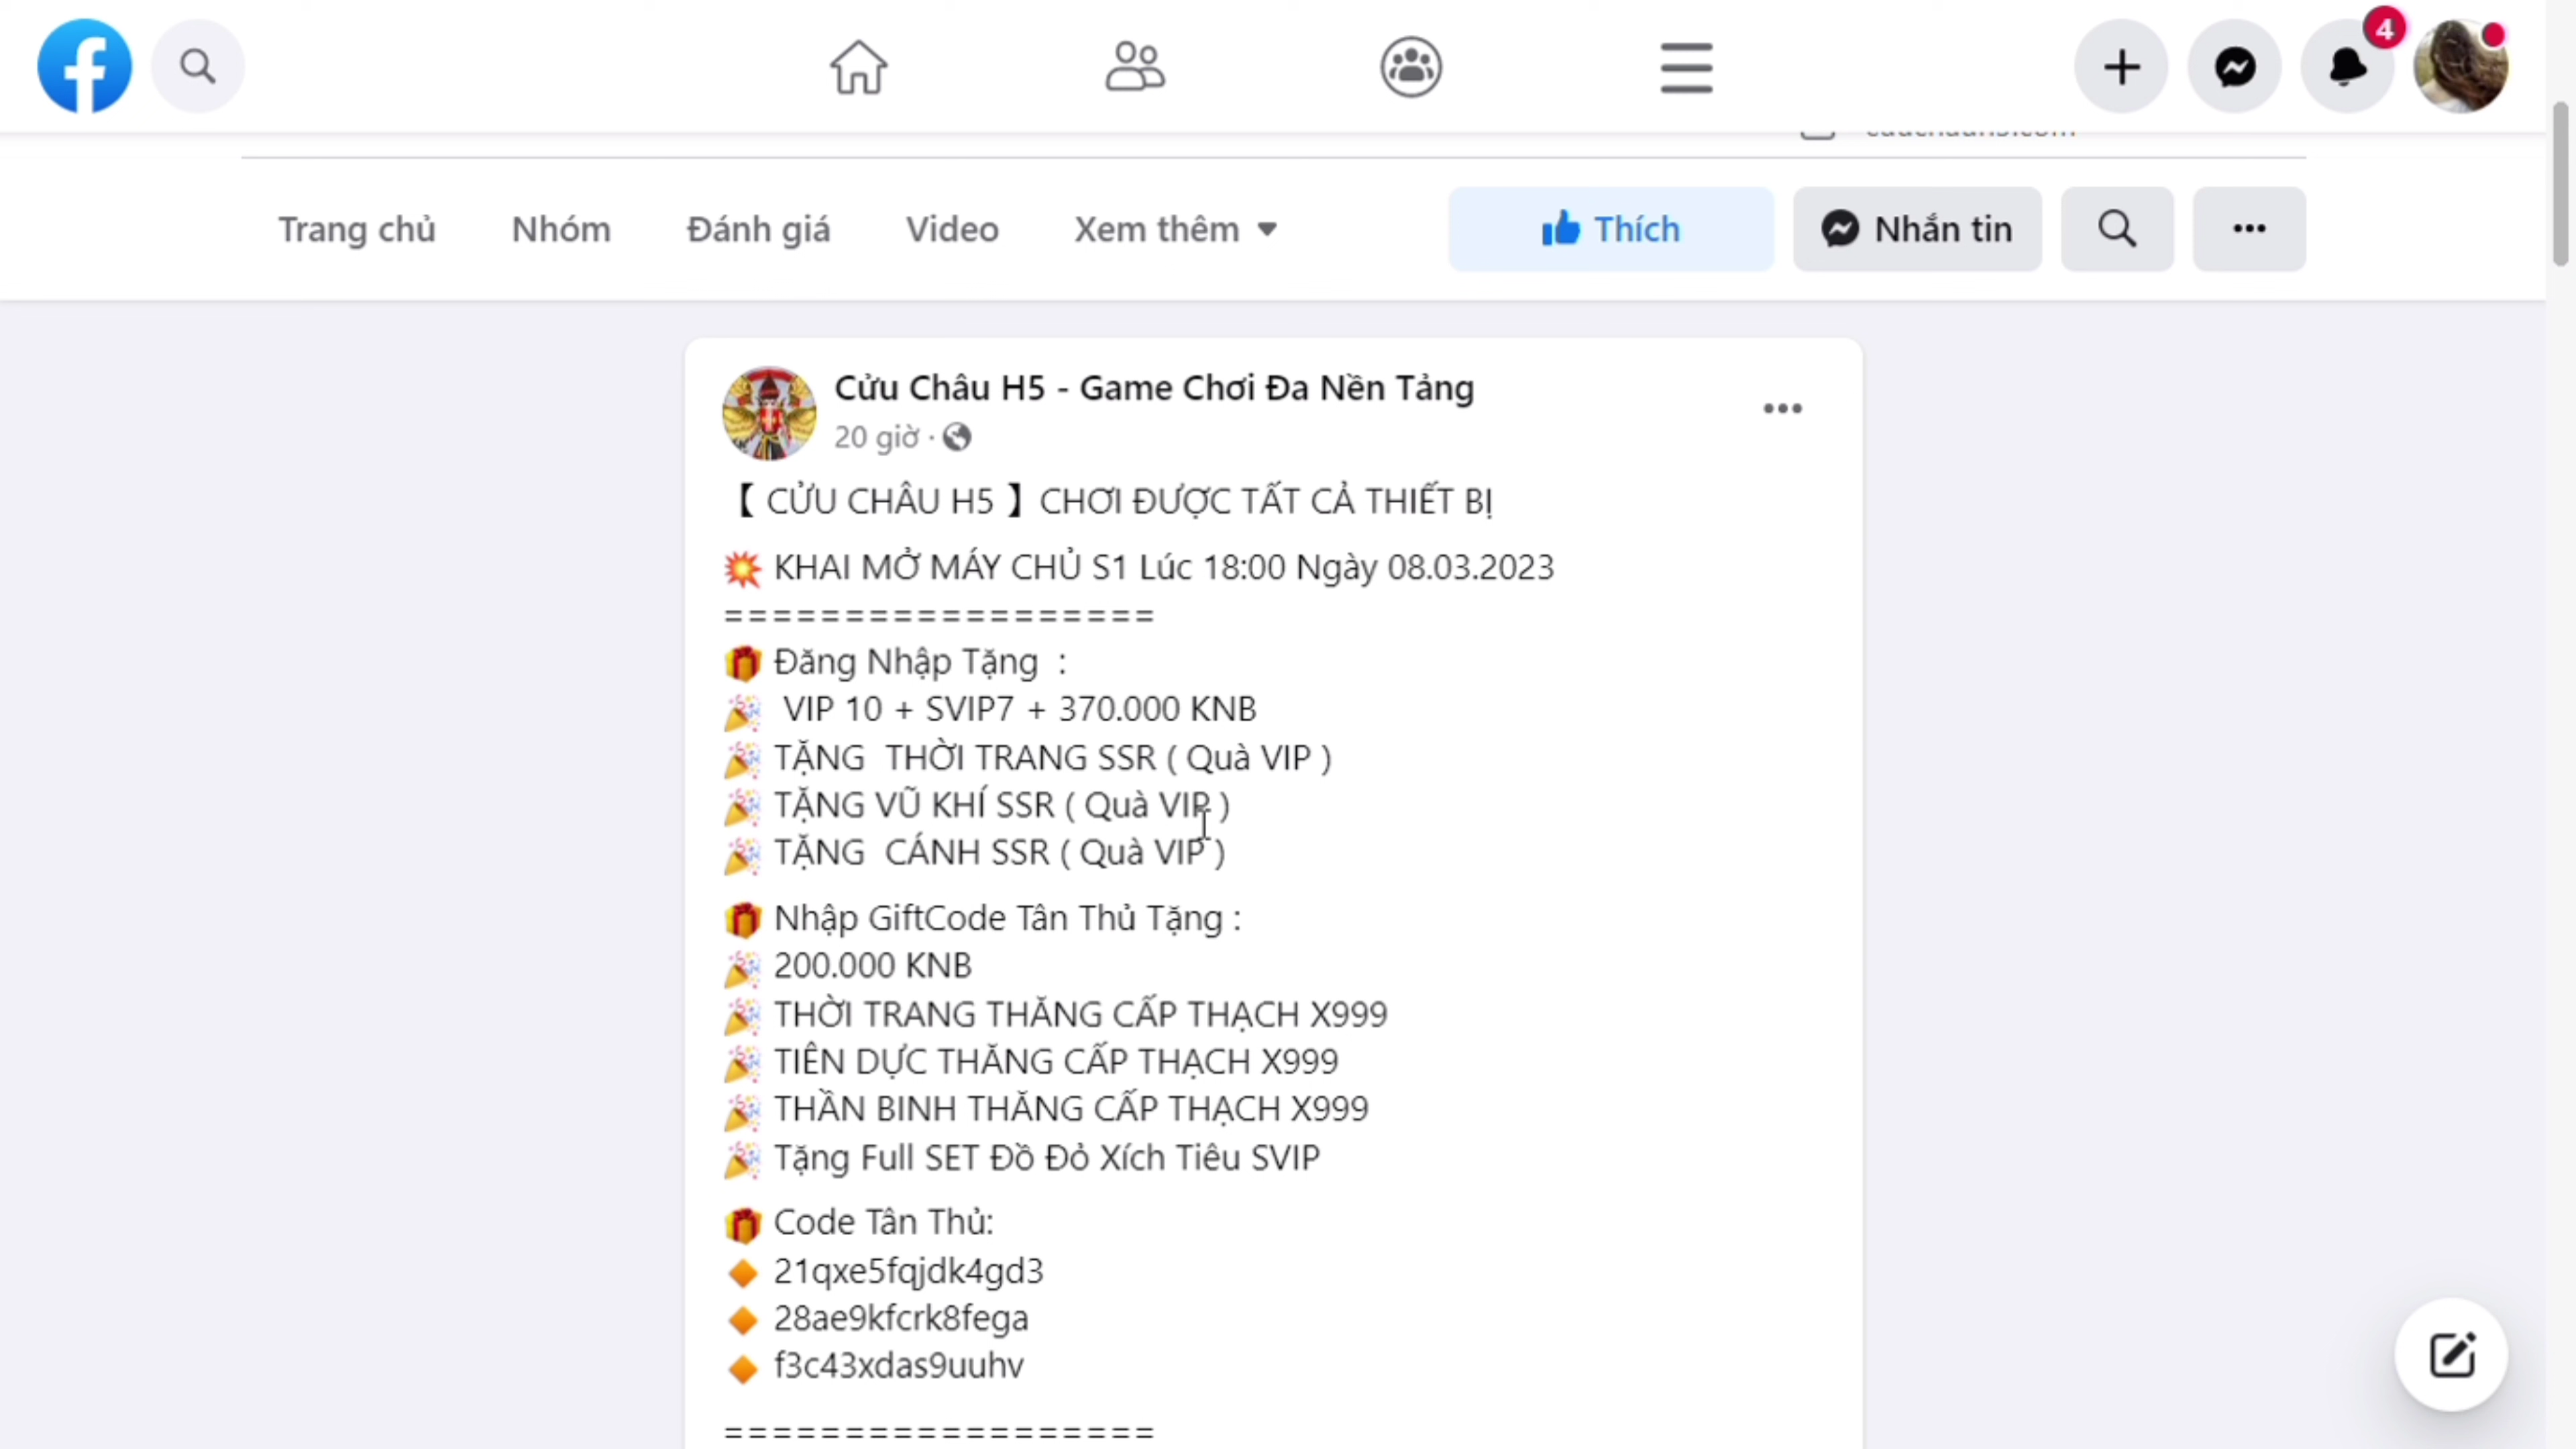 4
Trang chủ Nhóm Đánh giá Video Xem thêm Thích Nhắn tin
Cửu Châu H5 - Game Chơi Đa Nền Tảng
20 giờ ·
【 CỬU CHÂU H5 】CHƠI ĐƯỢC TẤT CẢ THIẾT BỊ
💥 KHAI MỞ MÁY CHỦ S1 Lúc 18:00 Ngày 08.03.2023
==================
🎁 Đăng Nhập Tặng :
🎉 VIP 10 + SVIP7 + 370.000 KNB
🎉 TẶNG THỜI TRANG SSR ( Quà VIP )
🎉 TẶNG VŨ KHÍ SSR ( Quà VIP )
🎉 TẶNG CÁNH SSR ( Quà VIP )
🎁 Nhập GiftCode Tân Thủ Tặng :
🎉 200.000 KNB
🎉 THỜI TRANG THĂNG CẤP THẠCH X999
🎉 TIÊN DỰC THĂNG CẤP THẠCH X999
🎉 THẦN BINH THĂNG CẤP THẠCH X999
🎉 Tặng Full SET Đồ Đỏ Xích Tiêu SVIP
🎁 Code Tân Thủ:
🔶 21qxe5fqjdk4gd3
🔶 28ae9kfcrk8fega
🔶 f3c43xdas9uuhv
==================